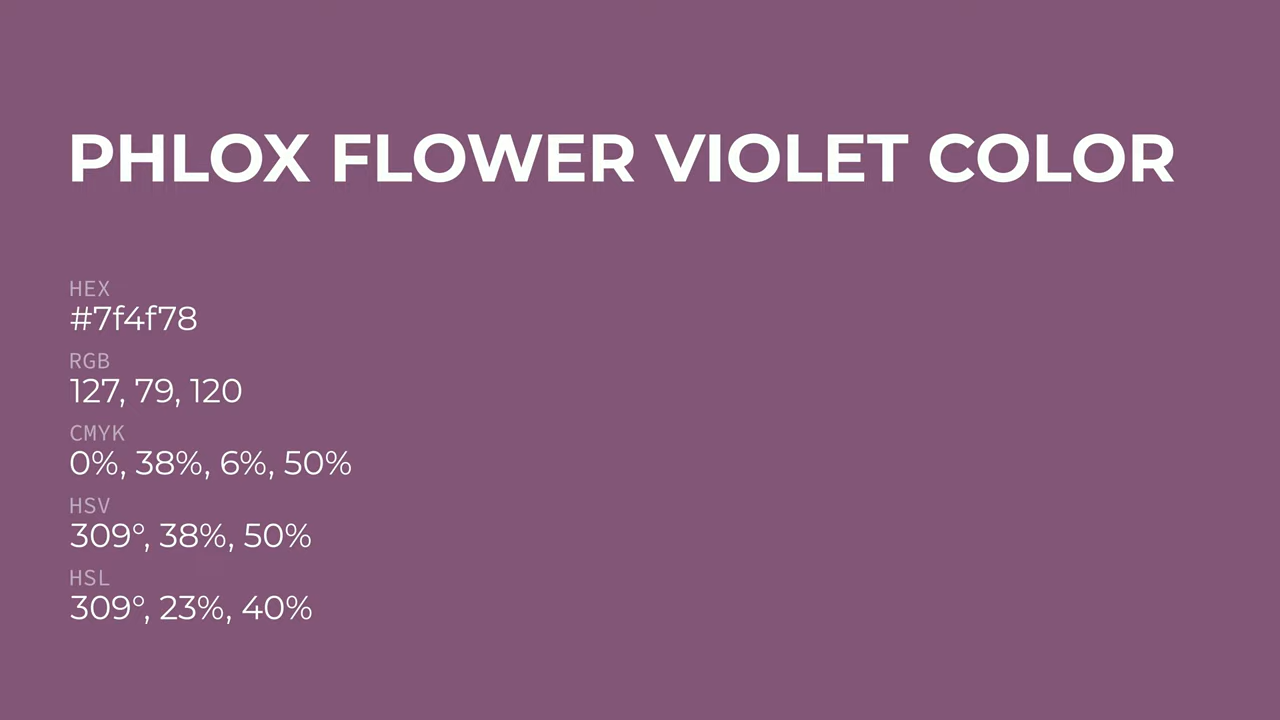 PHLOX FLOWER VIOLET COLOR
HEX
#7f4f78
RGB
127, 79, 120
CMYK
0%, 38%, 6%, 50%
HSV
309°, 38%, 50%
HSL
309°, 23%, 40%